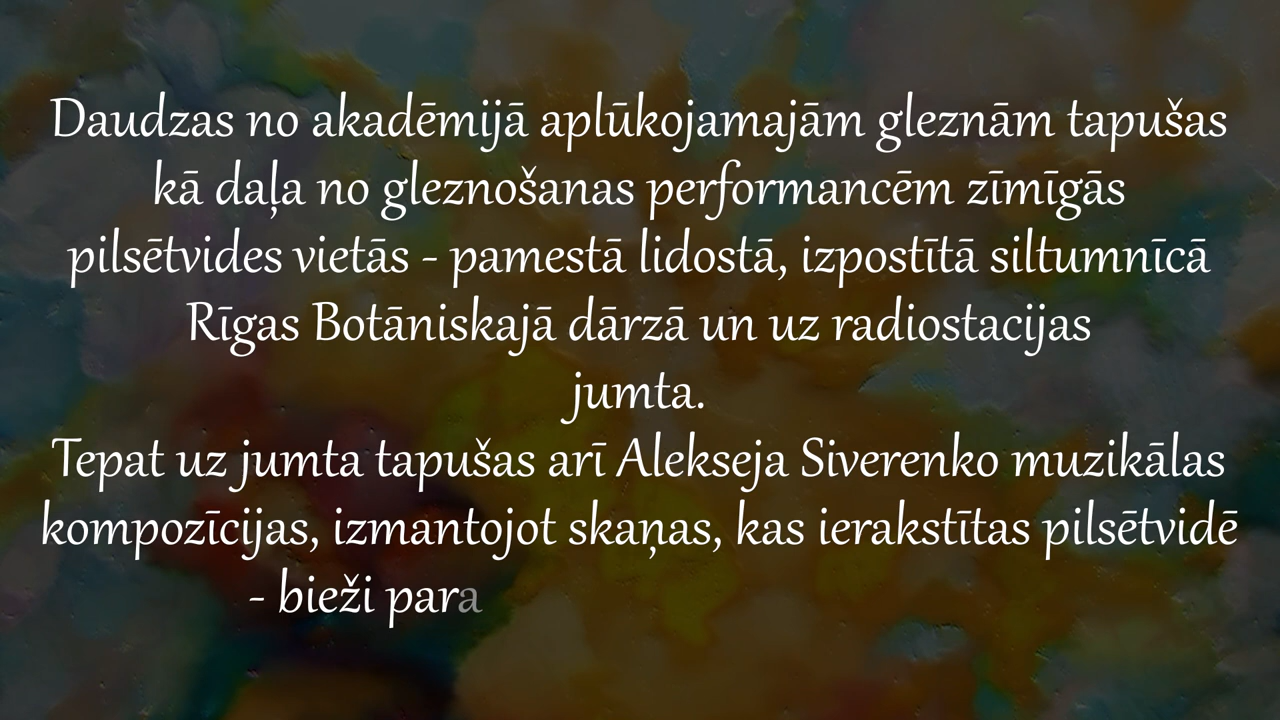 Daudzas no akadēmijā aplūkojamajām gleznām tapušas
kā daļa no gleznošanas performancēm zīmīgās
pilsētvides vietās - pamestā lidostā, izpostītā siltumnīcā
Rīgas Botāniskajā dārzā un uz radiostacijas
jumta.
Tepat uz jumta tapušas arī Alekseja Siverenko muzikālas
kompozīcijas, izmantojot skaņas, kas ierakstītas pilsētvidē
- bieži para